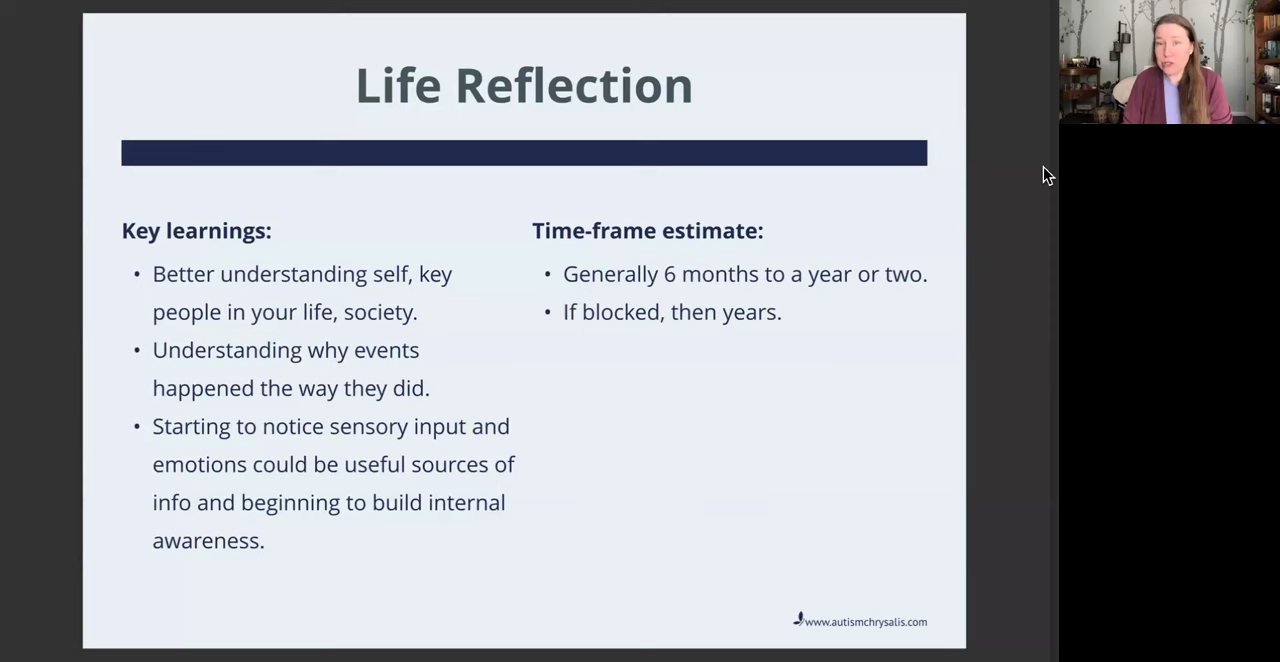 Life Reflection
Key learnings:
• Better understanding self, key
people in your life, society.
• Understanding why events
happened the way they did.
• Starting to notice sensory input and
emotions could be useful sources of
info and beginning to build internal
awareness.
Time-frame estimate:
• Generally 6 months to a year or two.
• If blocked, then years.
www.autismchrysalis.com